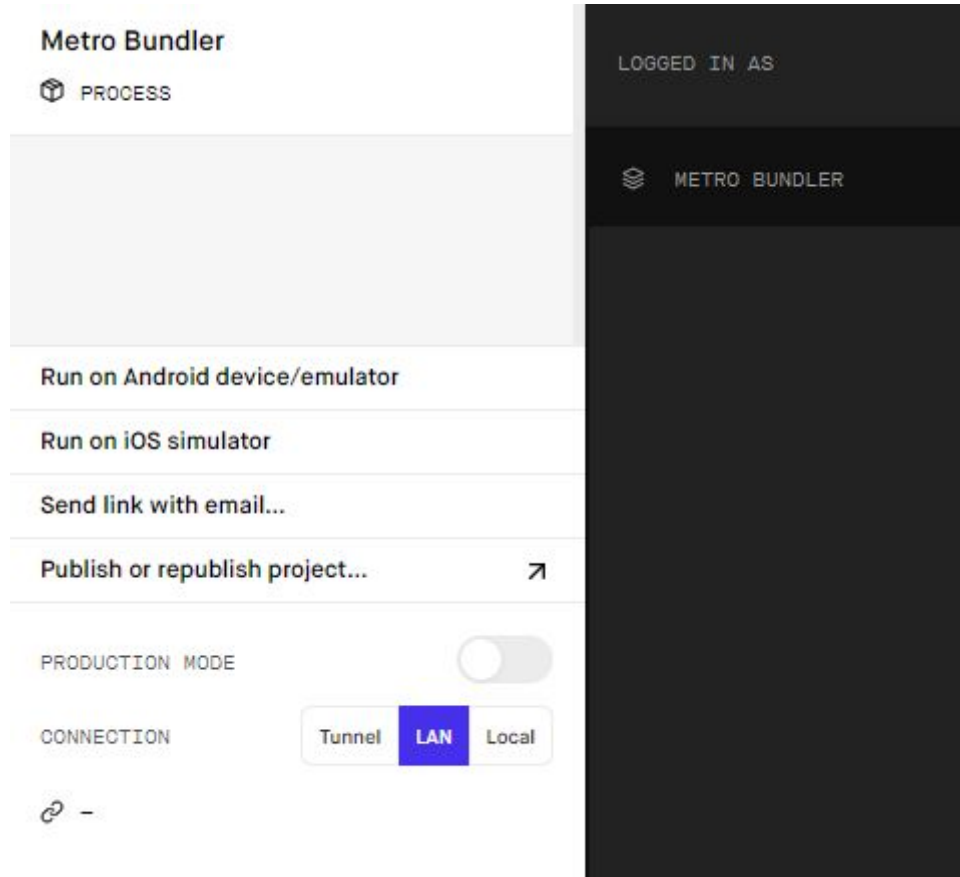 Metro Bundler
PROCESS
Run on Android device/emulator
Run on iOS simulator
Send link with email...
Publish or republish project...
PRODUCTION MODE
CONNECTION Tunnel LAN Local
–
LOGGED IN AS
METRO BUNDLER